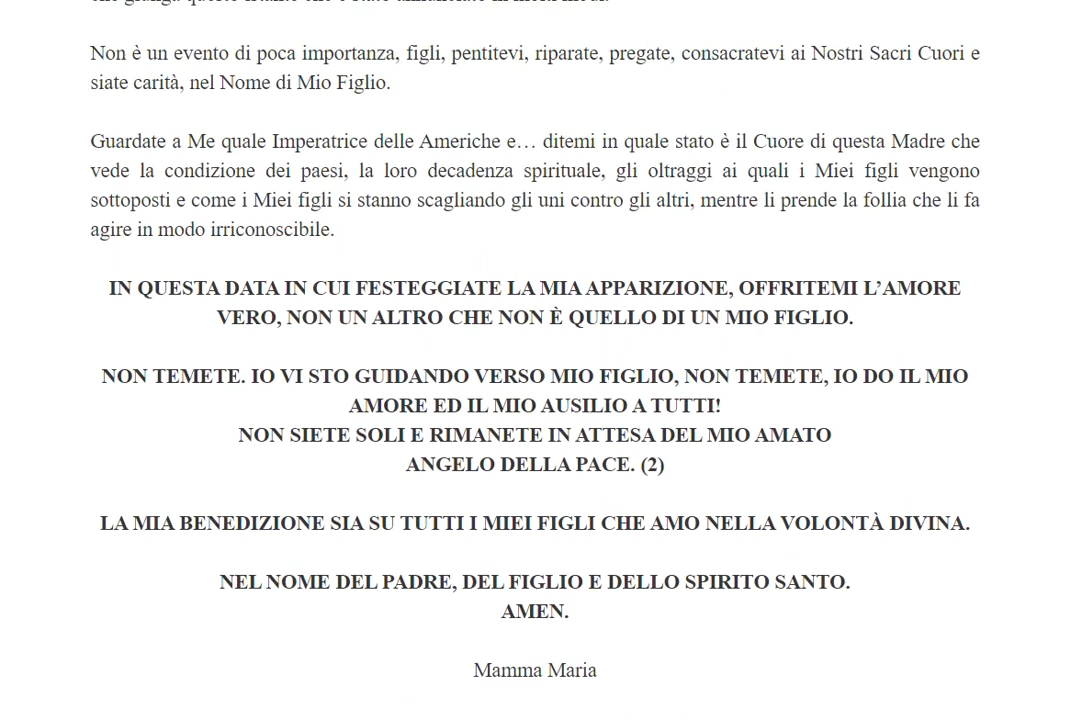 Non è un evento di poca importanza, figli, pentitevi, riparate, pregate, consacratevi ai Nostri Sacri Cuori e
siate carità, nel Nome di Mio Figlio.
Guardate a Me quale Imperatrice delle Americhe e… ditemi in quale stato è il Cuore di questa Madre che
vede la condizione dei paesi, la loro decadenza spirituale, gli oltraggi ai quali i Miei figli vengono
sottoposti e come i Miei figli si stanno scagliando gli uni contro gli altri, mentre li prende la follia che li fa
agire in modo irriconoscibile.
IN QUESTA DATA IN CUI FESTEGGIATE LA MIA APPARIZIONE, OFFRITEMI L’AMORE
VERO, NON UN ALTRO CHE NON È QUELLO DI UN MIO FIGLIO.
NON TEMETE. IO VI STO GUIDANDO VERSO MIO FIGLIO, NON TEMETE, IO DO IL MIO
AMORE ED IL MIO AUSILIO A TUTTI!
NON SIETE SOLI E RIMANETE IN ATTESA DEL MIO AMATO
ANGELO DELLA PACE. (2)
LA MIA BENEDIZIONE SIA SU TUTTI I MIEI FIGLI CHE AMO NELLA VOLONTÀ DIVINA.
NEL NOME DEL PADRE, DEL FIGLIO E DELLO SPIRITO SANTO.
AMEN.
Mamma Maria